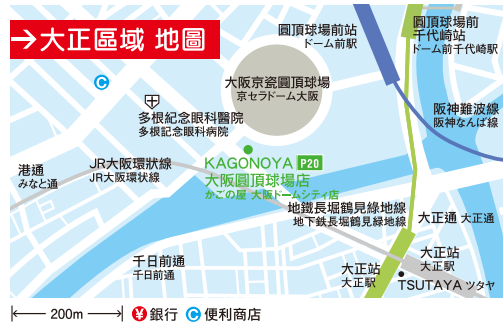 →大正區域 地圖
圓頂球場前站
ドーム前駅
圓頂球場前
千代崎站
ドーム前千代崎駅
大阪京瓷圓頂球場
京セラドーム大阪
C
多根紀念眼科醫院
多根記念眼科病院
阪神難波線
阪神なんば線
KAGONOYA P20
大阪圓頂球場店
かごの屋 大阪ドームシティ店
港通
みなと通
JR大阪環狀線
JR大阪環状線
地鐵長堀鶴見綠地線
地下鉄長堀鶴見緑地線
大正通 大正通
千日前通
千日前通
大正站
大正駅
大正站
大正駅
TSUTAYA ツタヤ
200m
¥ 銀行 C 便利商店